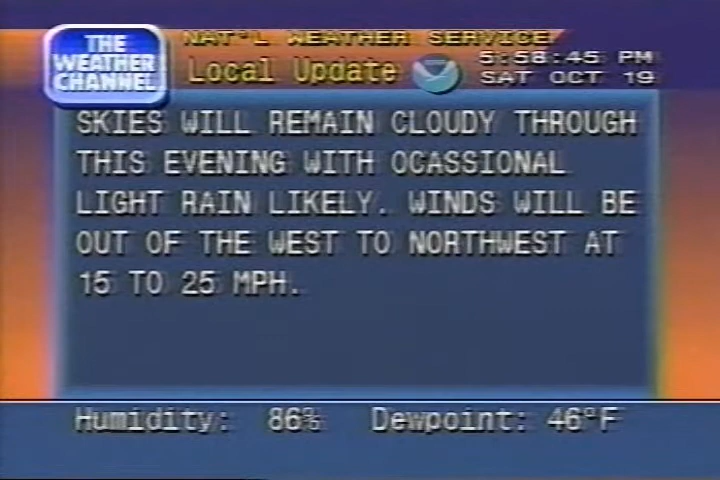 THE
WEATHER
CHANNEL
NAT'L WEATHER SERVICE
Local Update
5:58:45 PM
SAT OCT 19
SKIES WILL REMAIN CLOUDY THROUGH
THIS EVENING WITH OCASSIONAL
LIGHT RAIN LIKELY. WINDS WILL BE
OUT OF THE WEST TO NORTHWEST AT
15 TO 25 MPH.
Humidity: 86% Dewpoint: 46°F